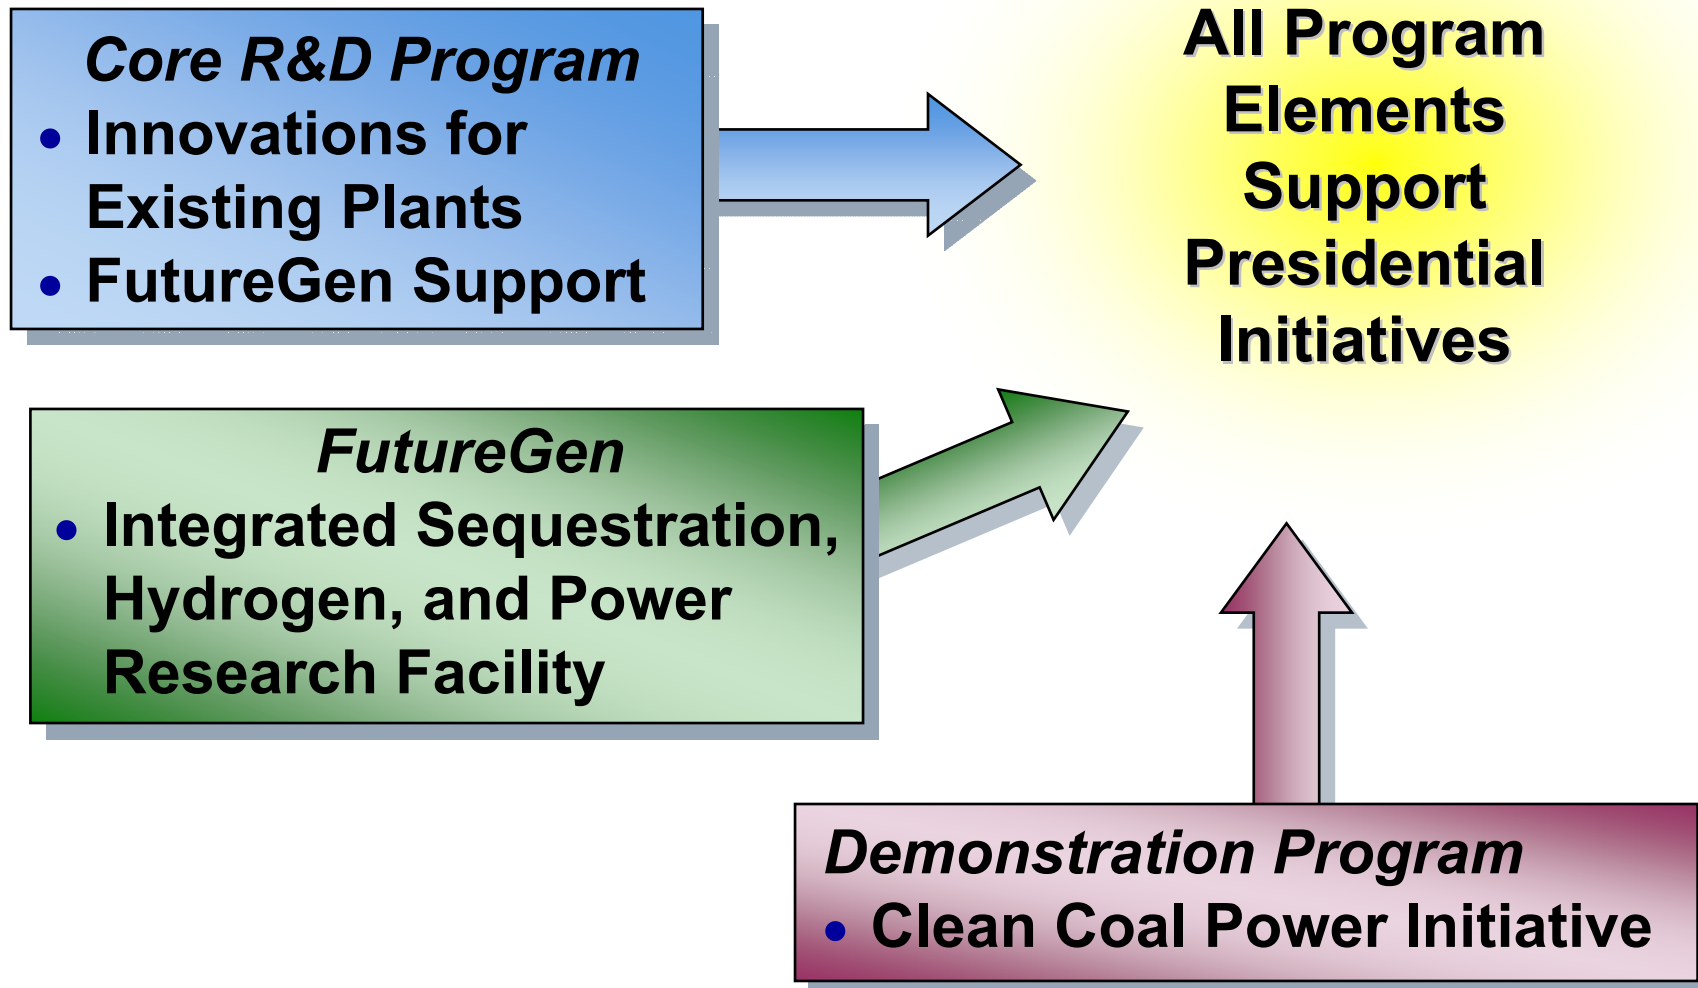 Core R&D Program
• Innovations for
Existing Plants
• FutureGen Support
All Program
Elements
Support
Presidential
Initiatives
FutureGen
• Integrated Sequestration,
Hydrogen, and Power
Research Facility
Demonstration Program
• Clean Coal Power Initiative